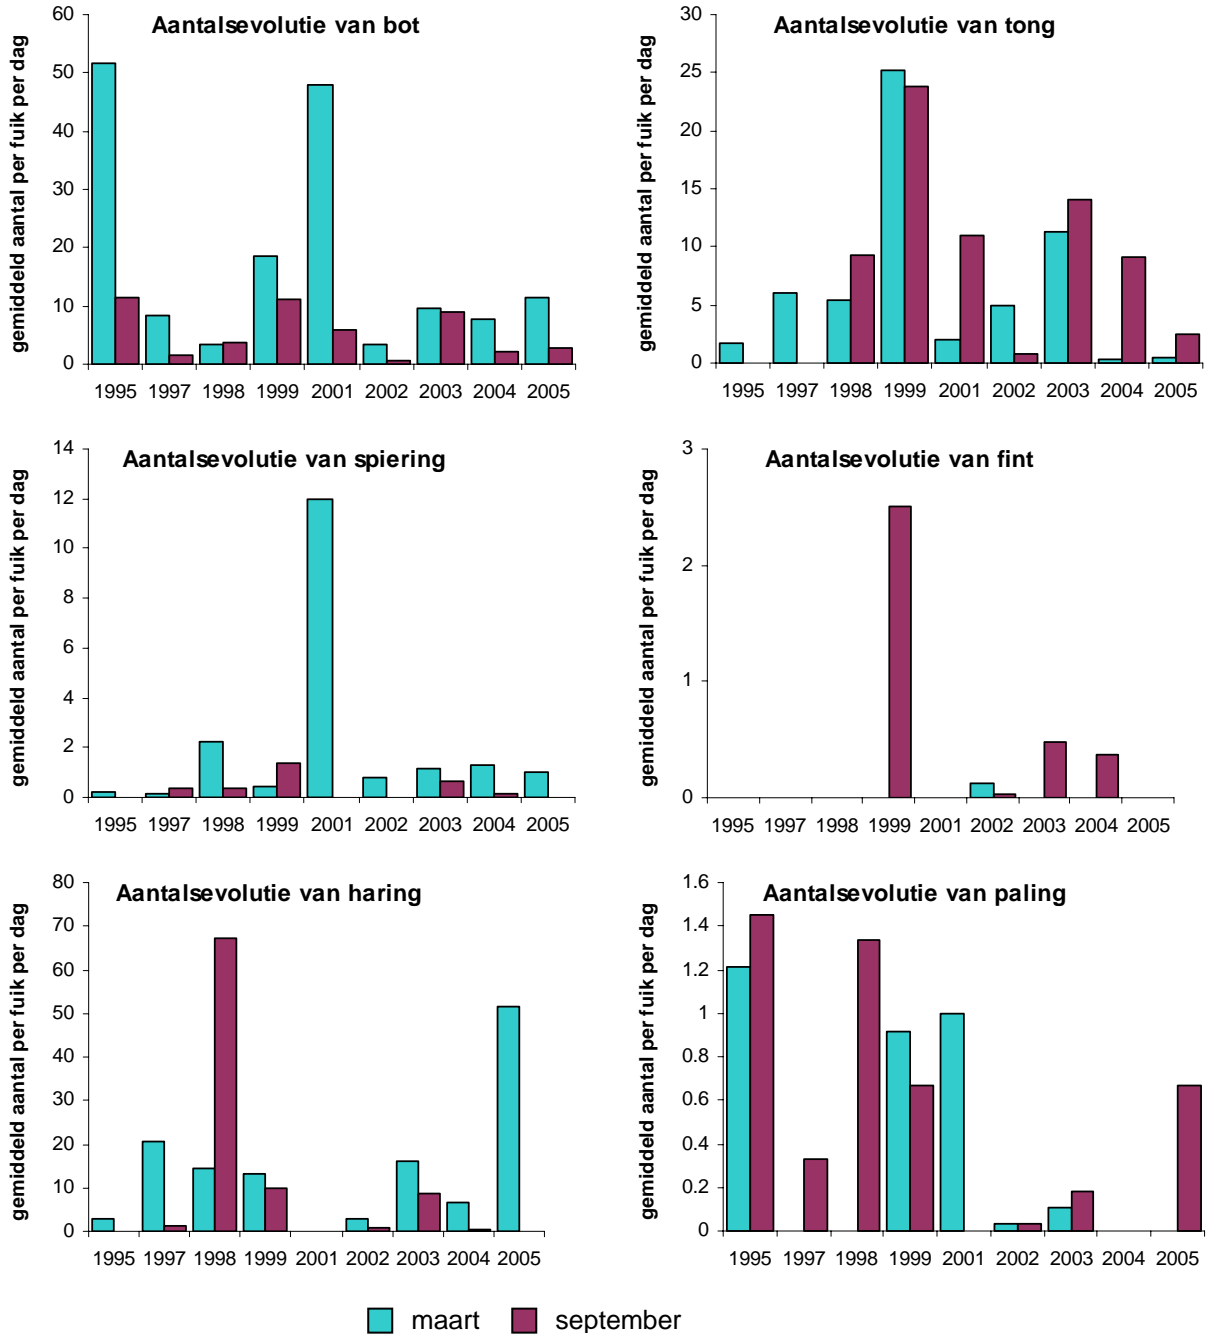 Aantalsevolutie van bot
gemiddeld aantal per fuik per dag
60
50
40
30
20
10
0
1995 1997 1998 1999 2001 2002 2003 2004 2005
Aantalsevolutie van tong
gemiddeld aantal per fuik per dag
30
25
20
15
10
5
0
1995 1997 1998 1999 2001 2002 2003 2004 2005
Aantalsevolutie van spiering
gemiddeld aantal per fuik per dag
14
12
10
8
6
4
2
0
1995 1997 1998 1999 2001 2002 2003 2004 2005
Aantalsevolutie van fint
gemiddeld aantal per fuik per dag
3
2
1
0
1995 1997 1998 1999 2001 2002 2003 2004 2005
Aantalsevolutie van haring
gemiddeld aantal per fuik per dag
80
70
60
50
40
30
20
10
0
1995 1997 1998 1999 2001 2002 2003 2004 2005
Aantalsevolutie van paling
gemiddeld aantal per fuik per dag
1.6
1.4
1.2
1
0.8
0.6
0.4
0.2
0
1995 1997 1998 1999 2001 2002 2003 2004 2005
maart september